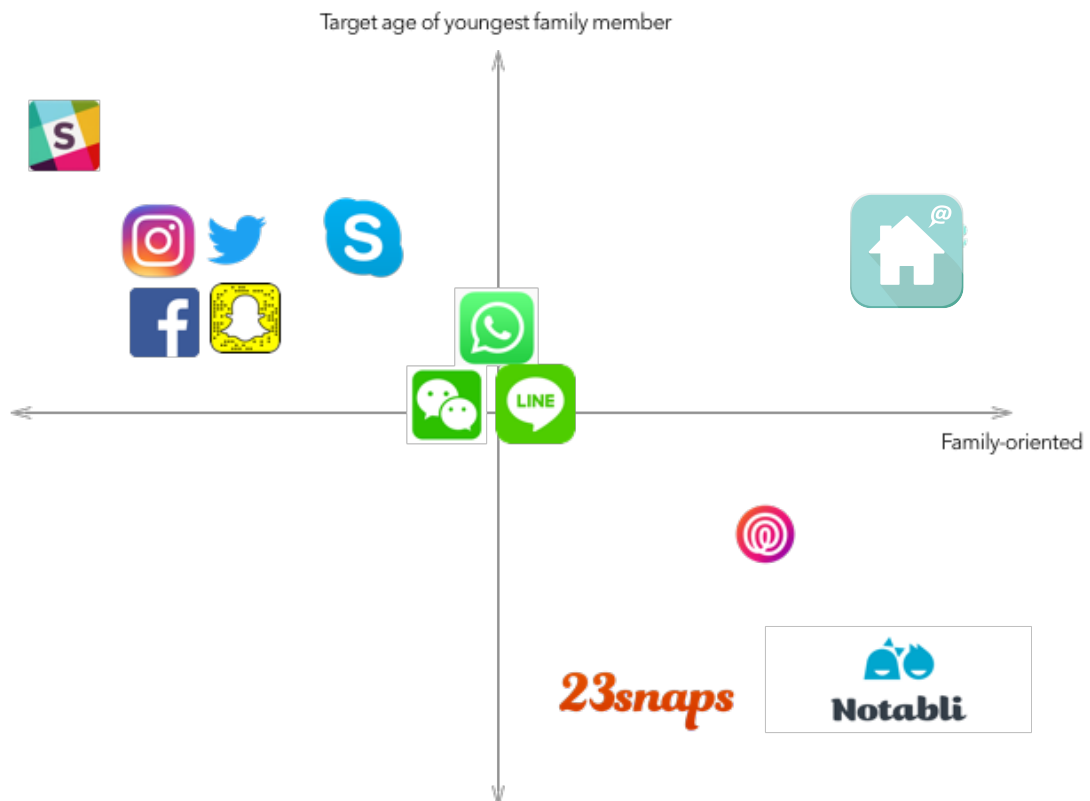 Target age of youngest family member
S
S
@
f
LINE
Family-oriented
23snaps
Notabli